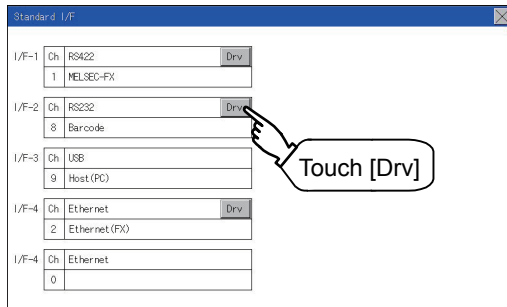 Standard I/F
I/F-1 Ch RS422 Drv
1 MELSEC-FX
I/F-2 Ch RS232 Drv
8 Barcode
I/F-3 Ch USB
9 Host(PC)
Touch [Drv]
I/F-4 Ch Ethernet Drv
2 Ethernet(FX)
I/F-4 Ch Ethernet
0